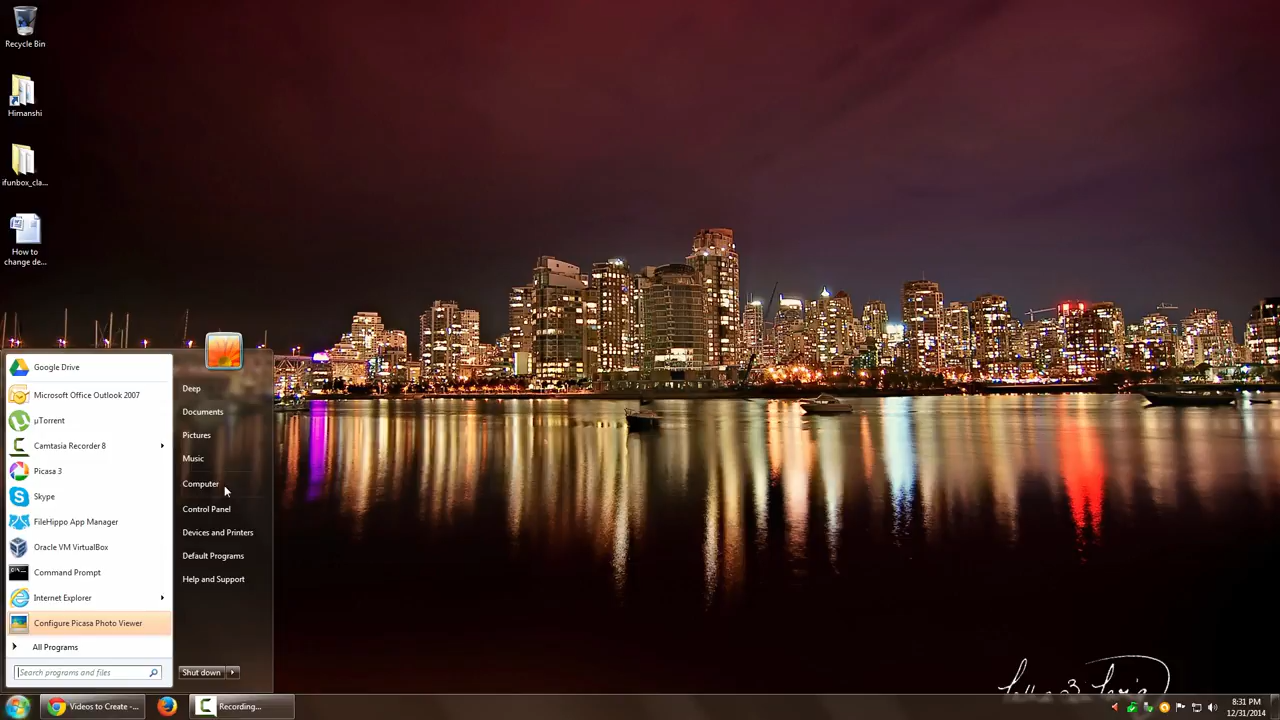 Recycle Bin
Himanshi
ifunbox_cla...
How to
change de...
Google Drive
Microsoft Office Outlook 2007
µTorrent
Camtasia Recorder 8
Picasa 3
Skype
FileHippo App Manager
Oracle VM VirtualBox
Command Prompt
Internet Explorer
Configure Picasa Photo Viewer
All Programs
Search programs and files
Deep
Documents
Pictures
Music
Computer
Control Panel
Devices and Printers
Default Programs
Help and Support
Shut down
Videos to Create -...
Recording...
8:31 PM
12/31/2014